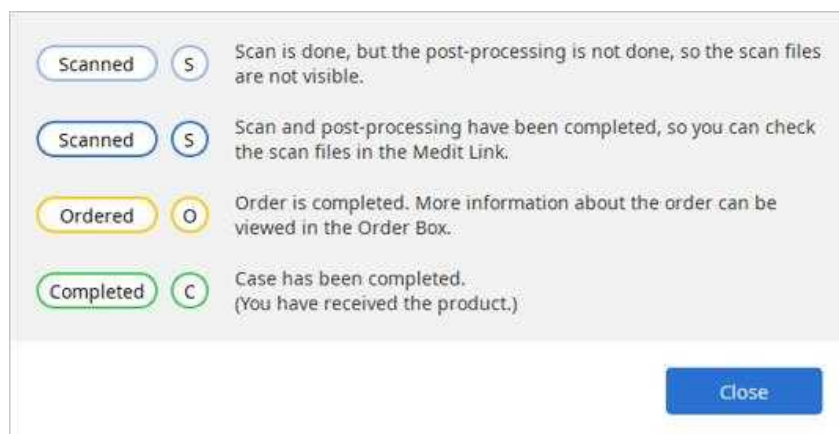 Scanned S Scan is done, but the post-processing is not done, so the scan files
are not visible.
Scanned S Scan and post-processing have been completed, so you can check
the scan files in the Medit Link.
Ordered O Order is completed. More information about the order can be
viewed in the Order Box.
Completed C Case has been completed.
(You have received the product.)
Close